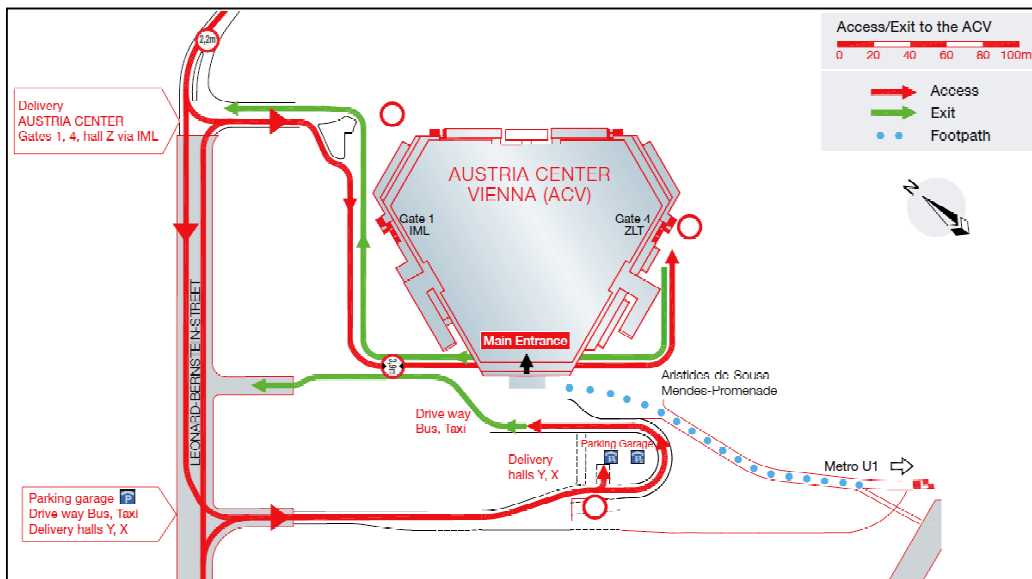 2,2m
Access/Exit to the ACV
0 20 40 60 80 100m
Access
Exit
Footpath
N
Delivery
AUSTRIA CENTER
Gates 1, 4, hall Z via IML
AUSTRIA CENTER
VIENNA (ACV)
Gate 1
IML
Gate 4
ZLT
LEONARD-BERNSTEIN-STREET
Main Entrance
3,9m
Aristides-de-Sousa
Mendes-Promenade
Drive way
Bus, Taxi
Parking Garage
P
P
Delivery
halls Y, X
Metro U1
Parking garage P
Drive way Bus, Taxi
Delivery halls Y, X